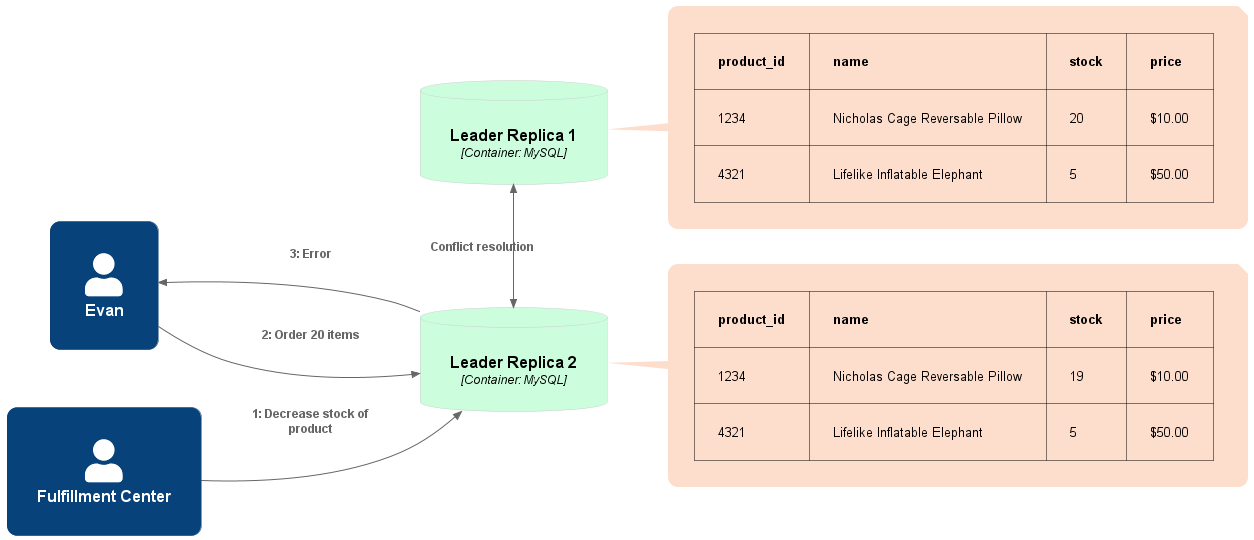 product_id name stock price
1234 Nicholas Cage Reversable Pillow 20 $10.00
4321 Lifelike Inflatable Elephant 5 $50.00
Leader Replica 1
[Container: MySQL]
Conflict resolution
3: Error
Evan
2: Order 20 items
Leader Replica 2
[Container: MySQL]
product_id name stock price
1234 Nicholas Cage Reversable Pillow 19 $10.00
4321 Lifelike Inflatable Elephant 5 $50.00
1: Decrease stock of
product
Fulfillment Center